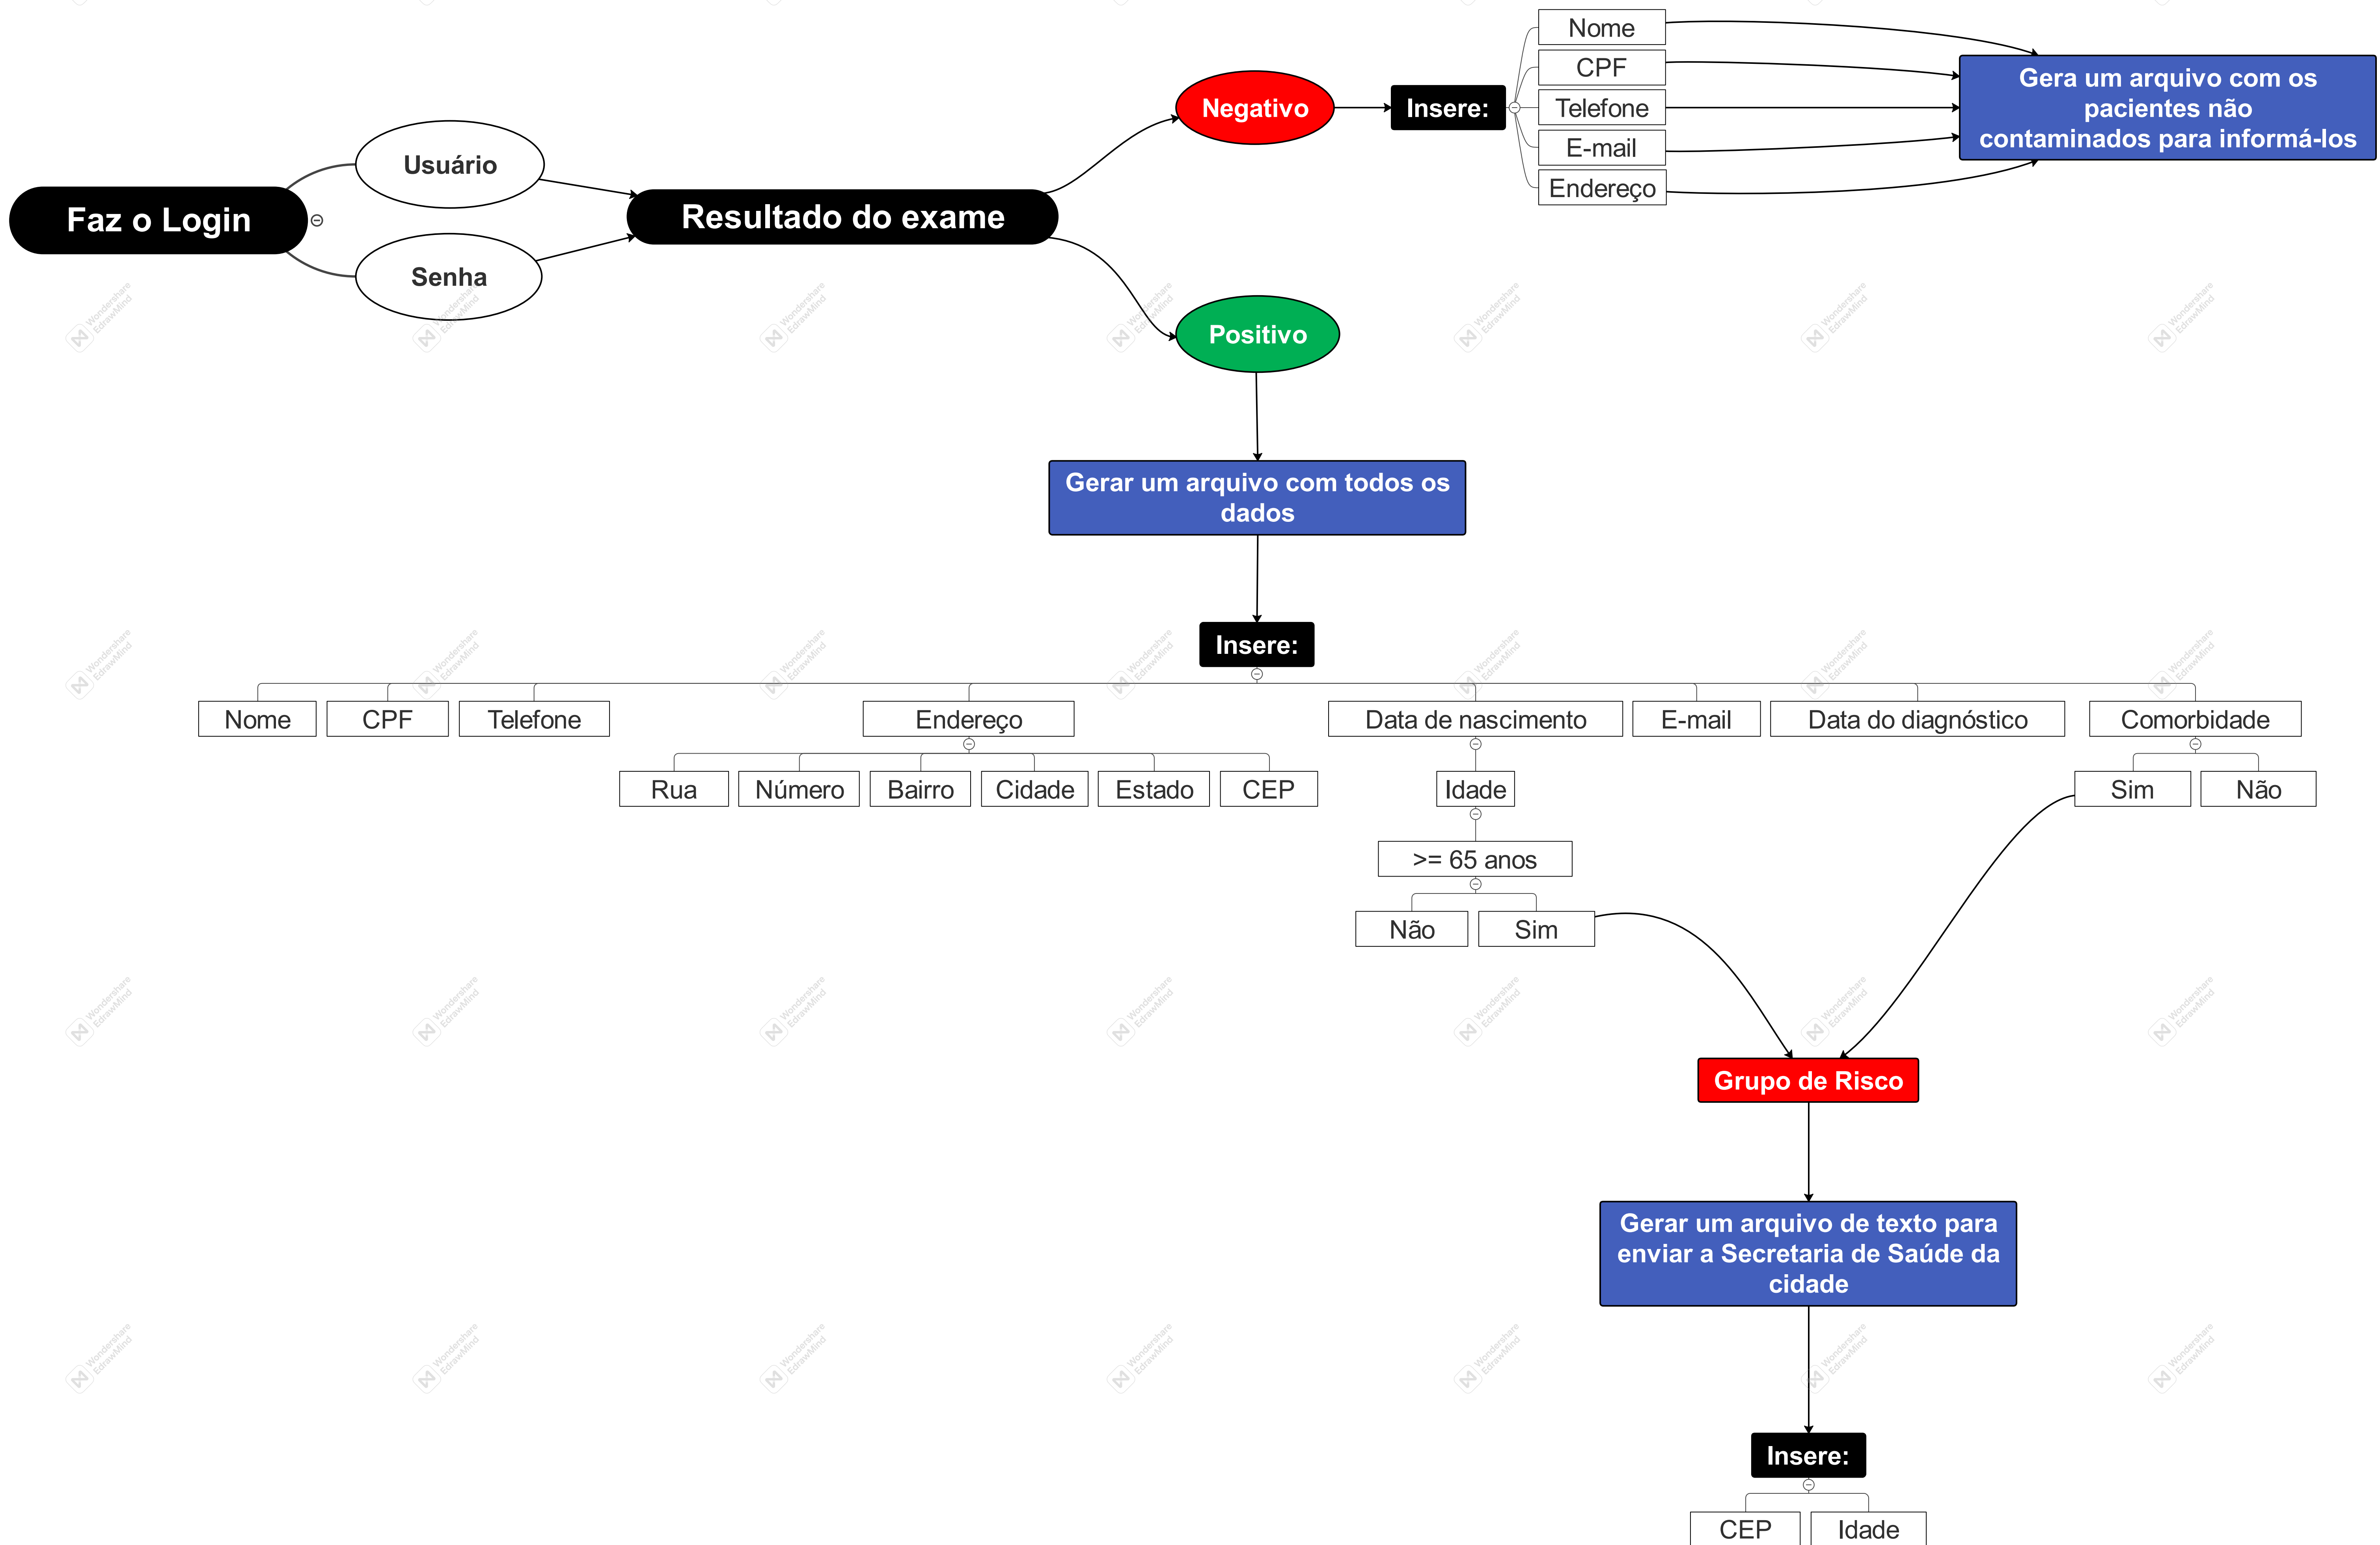 Faz o Login
Usuário
Senha
Resultado do exame
Negativo
Insere:
Nome
CPF
Telefone
E-mail
Endereço
Gera um arquivo com os
pacientes não
contaminados para informá-los
Positivo
Gerar um arquivo com todos os
dados
Insere:
Nome
CPF
Telefone
Endereço
Data de nascimento
E-mail
Data do diagnóstico
Comorbidade
Rua
Número
Bairro
Cidade
Estado
CEP
Idade
Sim
Não
>= 65 anos
Não
Sim
Grupo de Risco
Gerar um arquivo de texto para
enviar a Secretaria de Saúde da
cidade
Insere:
CEP
Idade
Wondershare
EdrawMind